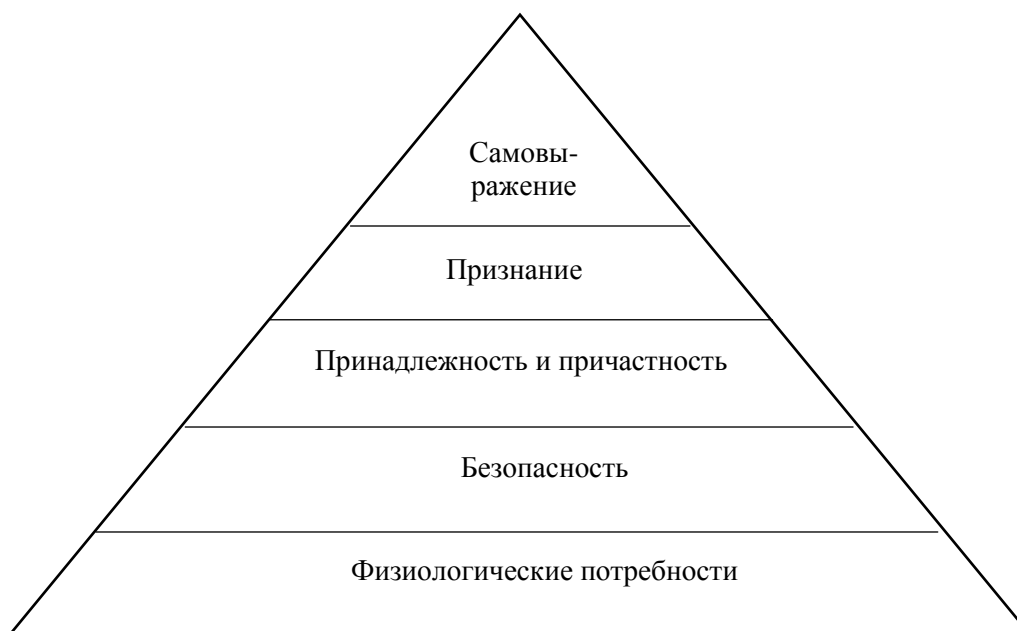 Самовы-
ражение
Признание
Принадлежность и причастность
Безопасность
Физиологические потребности